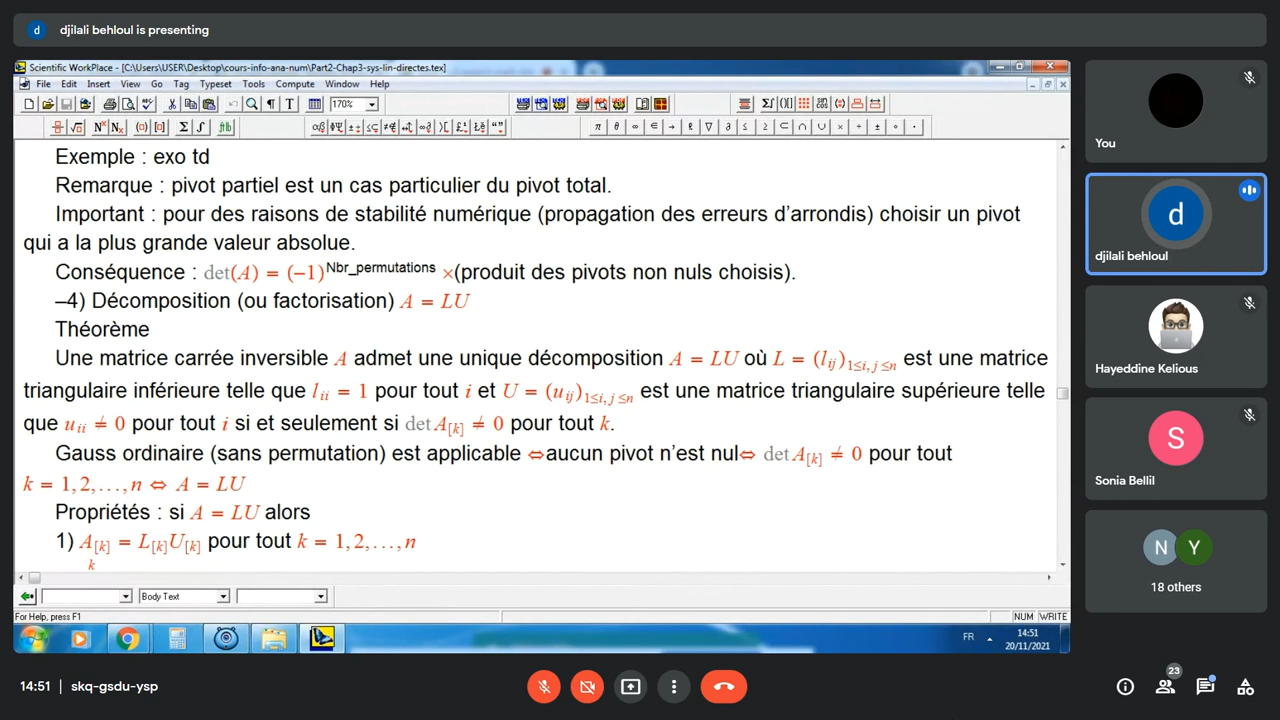 djilali behloul is presenting
Scientific WorkPlace - [C:\Users\USER\Desktop\cours-info-ana-num\Part2-Chap3-sys-lin-directes.tex]
File Edit Insert View Go Tag Typeset Tools Compute Window Help
170%
Exemple : exo td
Remarque : pivot partiel est un cas particulier du pivot total.
Important : pour des raisons de stabilité numérique (propagation des erreurs d'arrondis) choisir un pivot
qui a la plus grande valeur absolue.
Conséquence : det(A) = (−1)^Nbr_permutations ×(produit des pivots non nuls choisis).
–4) Décomposition (ou factorisation) A = LU
Théorème
Une matrice carrée inversible A admet une unique décomposition A = LU où L = (l_ij)_1≤i,j≤n est une matrice
triangulaire inférieure telle que l_ii = 1 pour tout i et U = (u_ij)_1≤i,j≤n est une matrice triangulaire supérieure telle
que u_ii ≠ 0 pour tout i si et seulement si det A_[k] ≠ 0 pour tout k.
Gauss ordinaire (sans permutation) est applicable ⇔aucun pivot n'est nul⇔ det A_[k] ≠ 0 pour tout
k = 1,2,...,n ⇔ A = LU
Propriétés : si A = LU alors
1) A_[k] = L_[k]U_[k] pour tout k = 1,2,...,n
k
Body Text
For Help, press F1
NUM WRITE
FR
14:51
20/11/2021
You
d
djilali behloul
Hayeddine Kelious
S
Sonia Bellil
N Y
18 others
14:51 | skq-gsdu-ysp
23